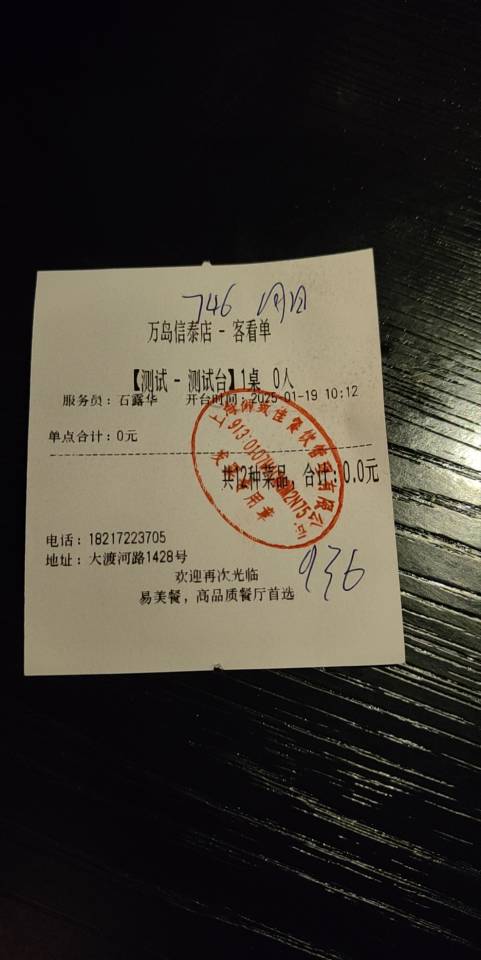 746
万岛信泰店 - 客看单
【测试 - 测试台】1桌 0人
服务员：石露华 开台时间：2025-01-19 10:12
单点合计：0元
共12种菜品，合计：0.0元
电话：18217223705
地址：大渡河路1428号
936
欢迎再次光临
易美餐，高品质餐厅首选